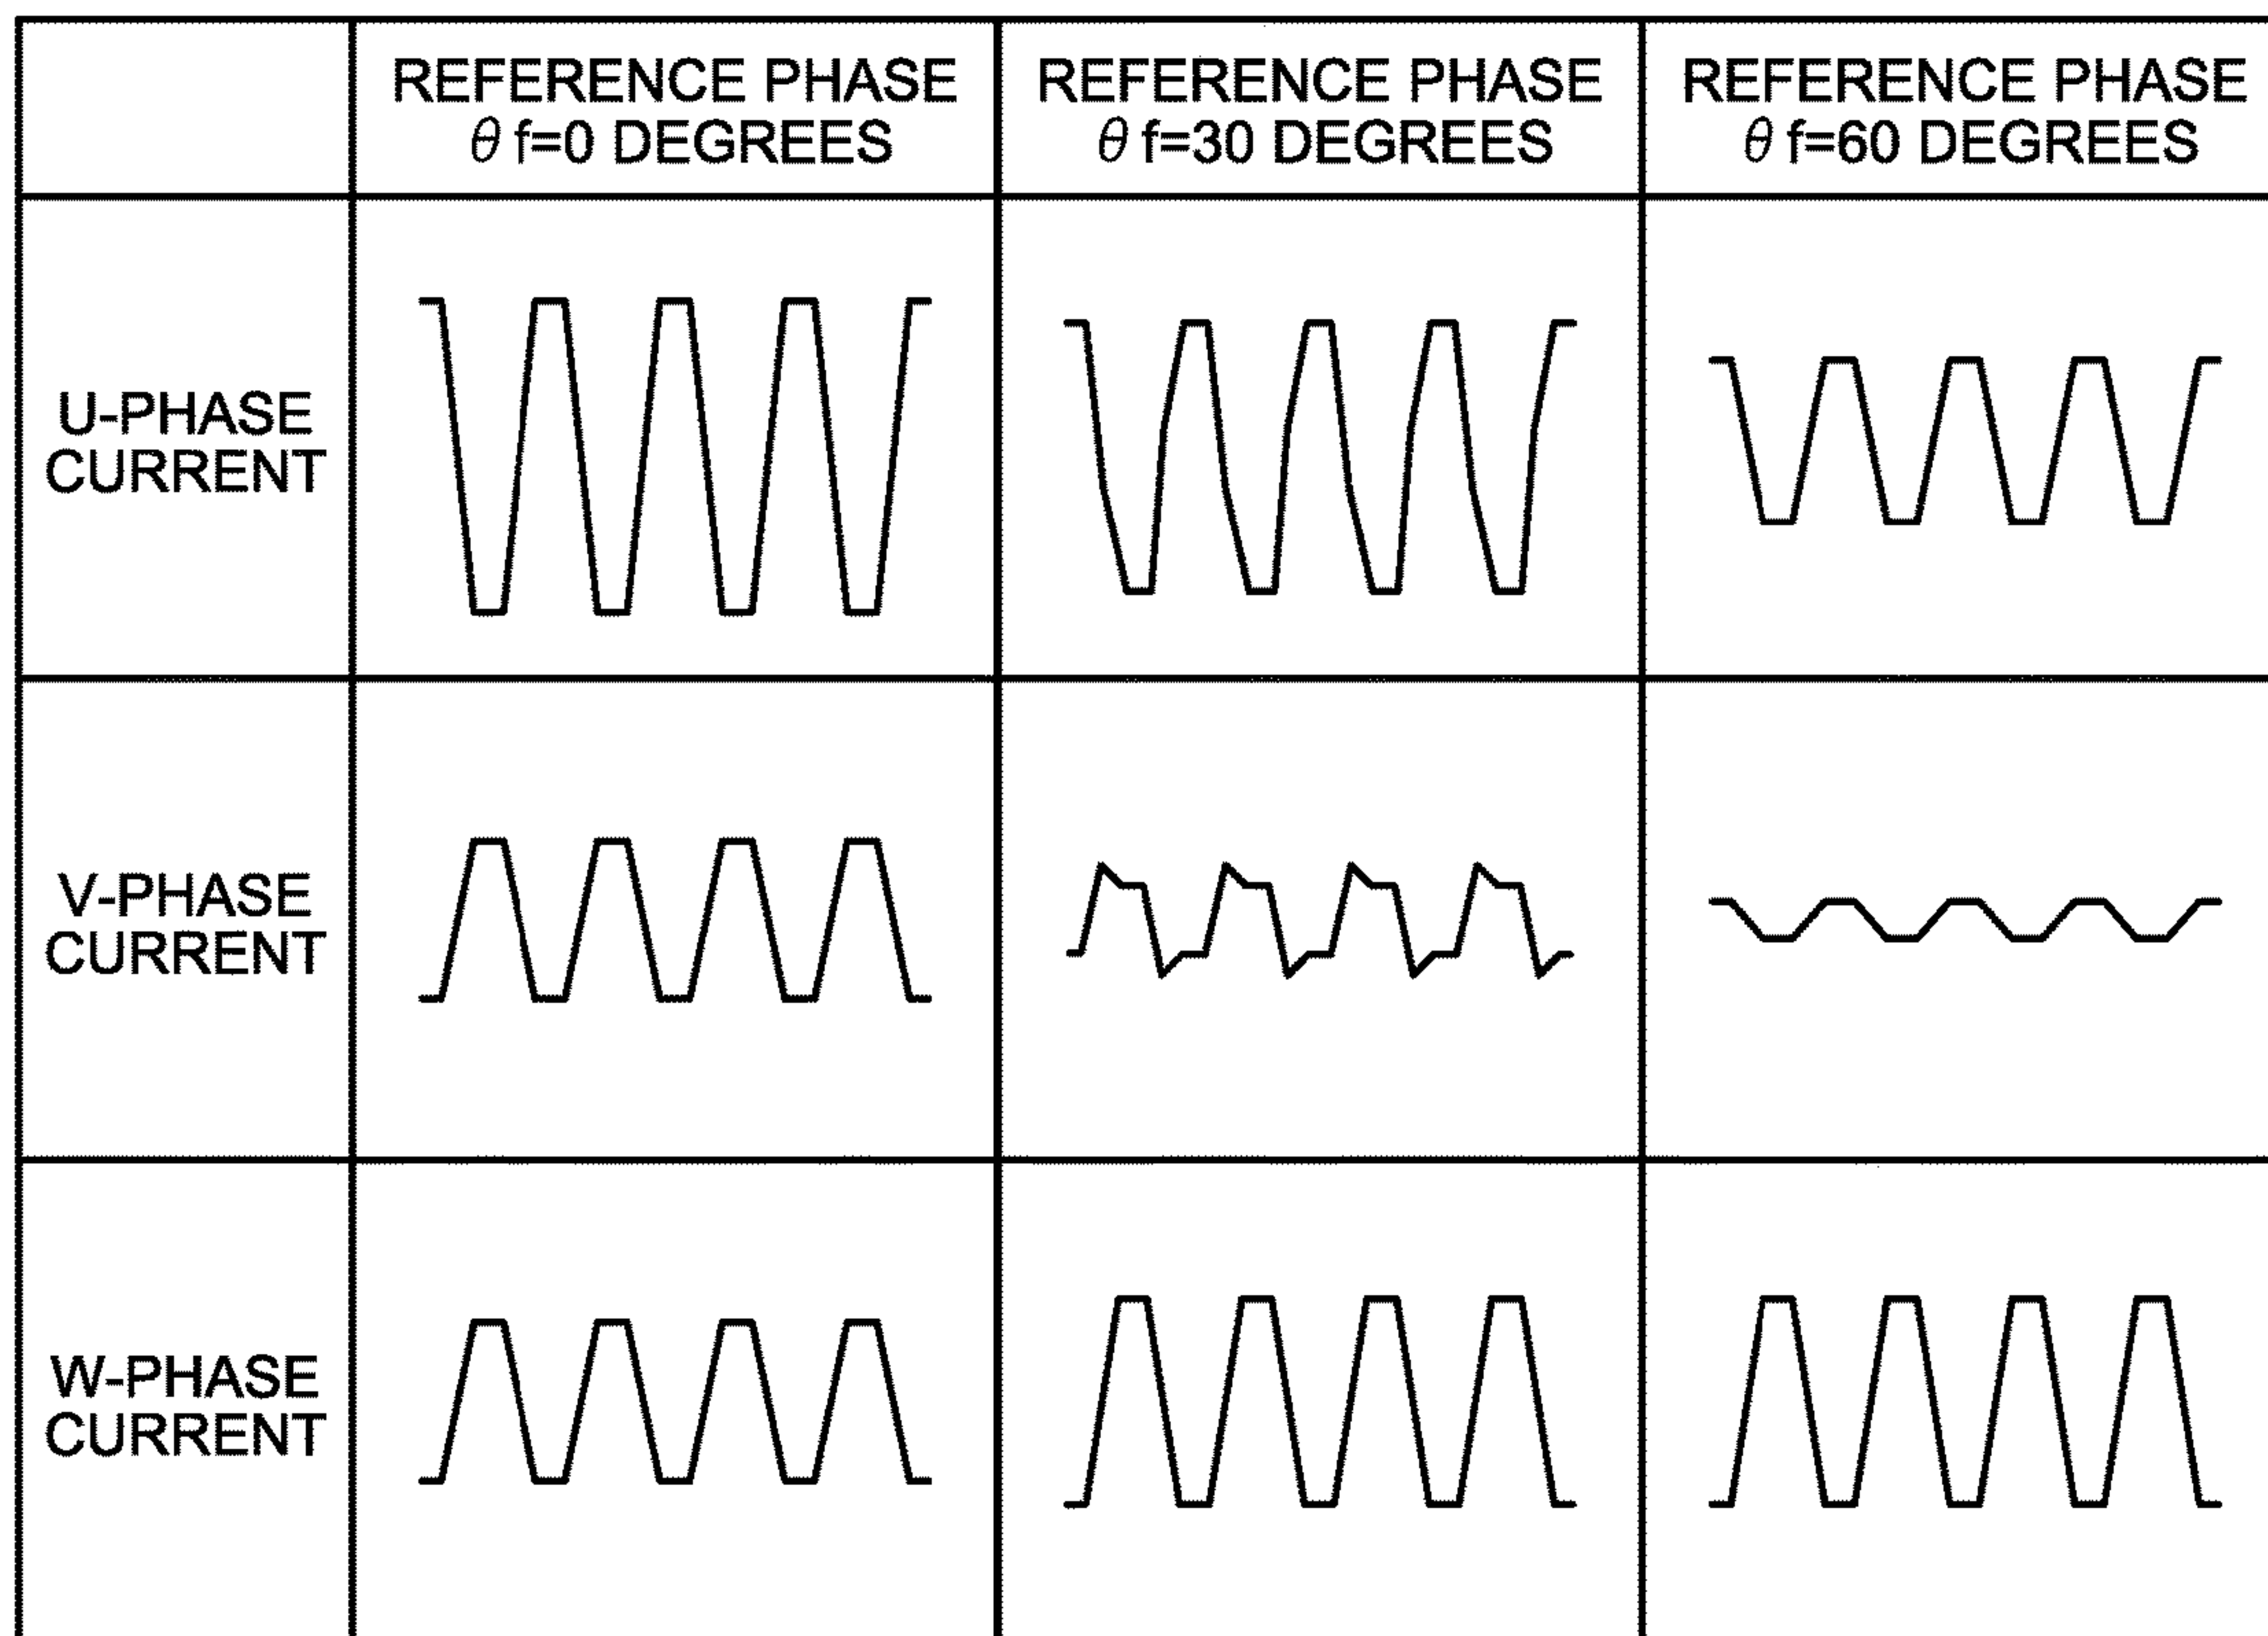 REFERENCE PHASE
θ f=0 DEGREES
REFERENCE PHASE
θ f=30 DEGREES
REFERENCE PHASE
θ f=60 DEGREES
U-PHASE
CURRENT
V-PHASE
CURRENT
W-PHASE
CURRENT